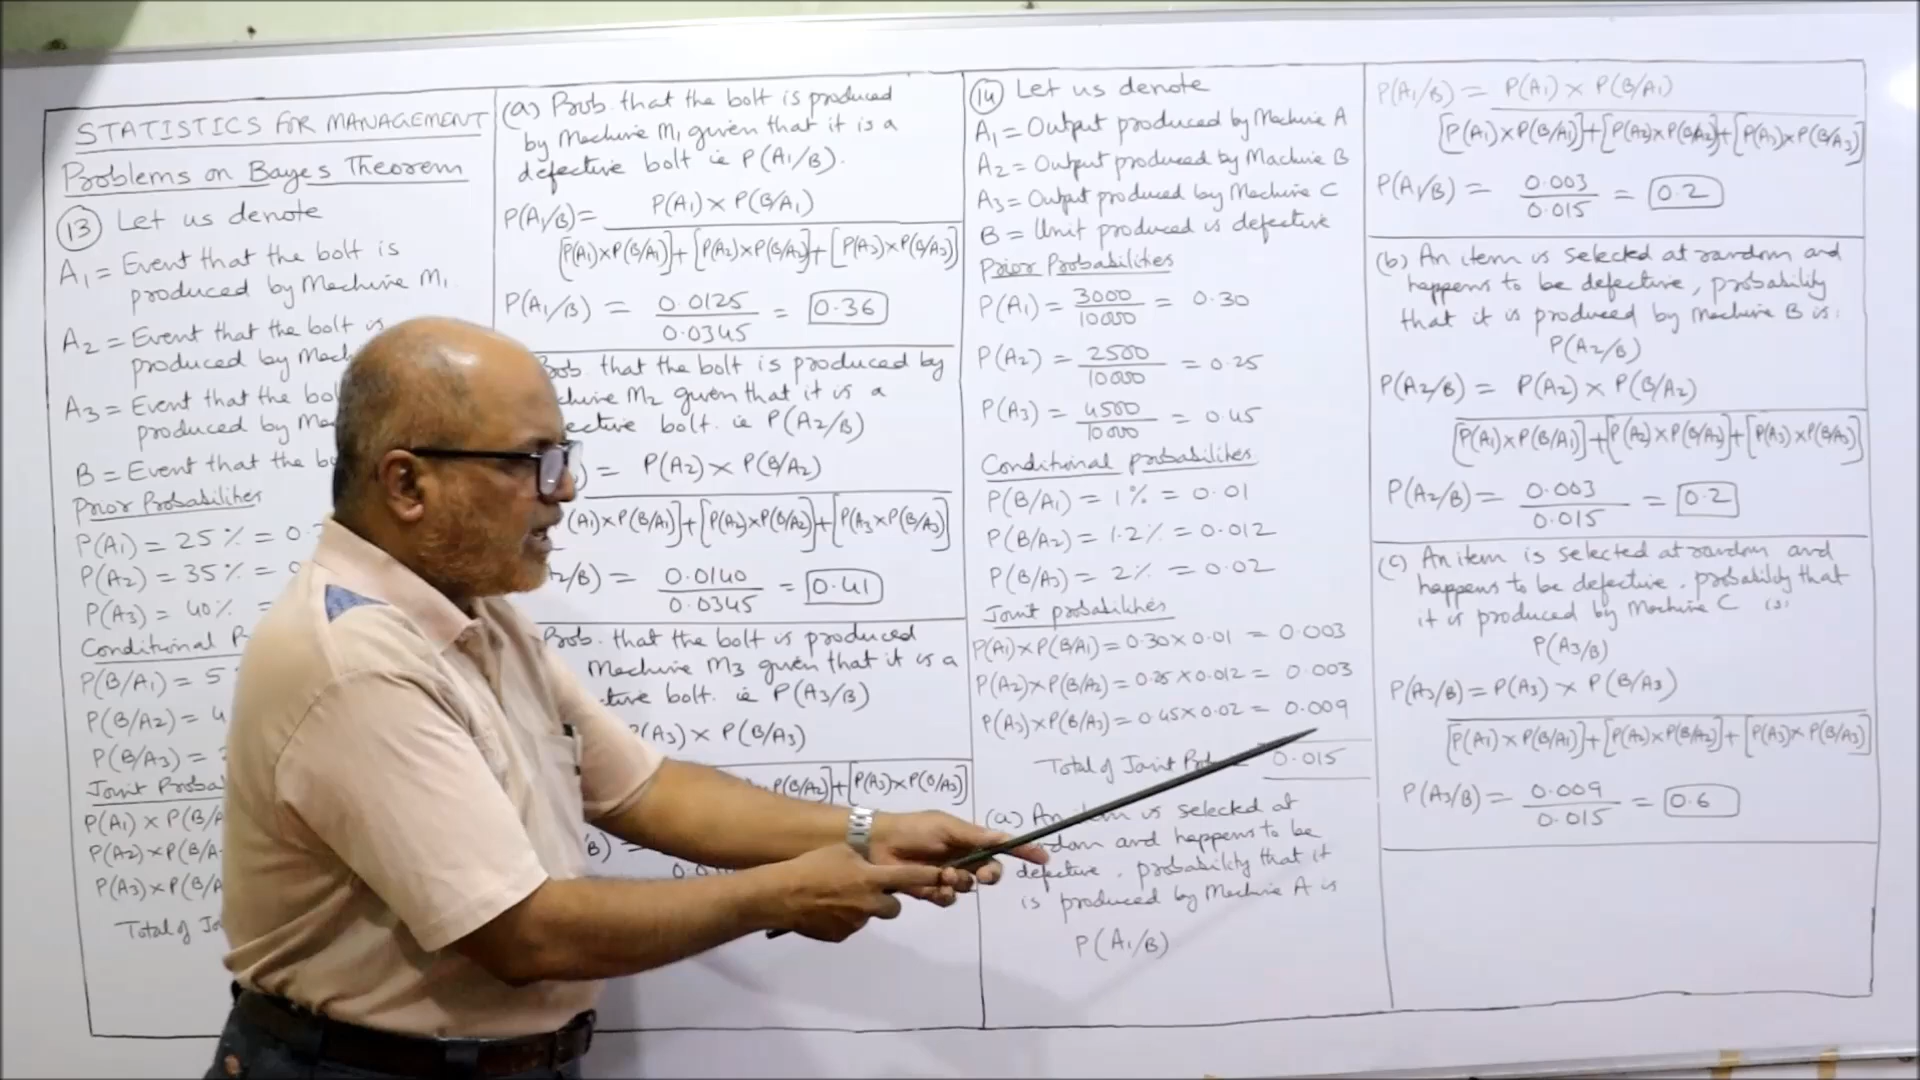 STATISTICS FOR MANAGEMENT
Problems on Bayes Theorem
(13) Let us denote
A₁ = Event that the bolt is
produced by Machine M₁
A₂ = Event that the bolt is
produced by
A₃ = Event that the
produced by
B = Event that the
Prior Probabilities
P(A₁) = 25% =
P(A₂) = 35% =
P(A₃) = 40% =
Conditional
P(B/A₁) = 5
P(B/A₂) = 4
P(B/A₃) =
Joint
P(A₁) × P(B/A
P(A₂) × P(B/A
P(A₃) × P(B/A
Total of
(a) Prob. that the bolt is produced
by Machine M₁ given that it is a
defective bolt ie P(A₁/B).
P(A₁/B) = P(A₁) × P(B/A₁)
[P(A₁)×P(B/A₁)] + [P(A₂)×P(B/A₂)] + [P(A₃)×P(B/A₃)]
P(A₁/B) = 0.0125 / 0.0345 = 0.36
that the bolt is produced by
M₂ given that it is a
bolt. ie P(A₂/B)
= P(A₂) × P(B/A₂)
(A₁)×P(B/A₁)] + [P(A₂)×P(B/A₂)] + [P(A₃×P(B/A₃)]
/B) = 0.0140 / 0.0345 = 0.41
Prob. that the bolt is produced
Machine M₃ given that it is a
bolt. ie P(A₃/B)
(A₃) × P(B/A₃)
P(B/A₂)] + [P(A₃)×P(B/A₃)]
B) =
(14) Let us denote
A₁ = Output produced by Machine A
A₂ = Output produced by Machine B
A₃ = Output produced by Machine C
B = Unit produced is defective
Prior Probabilities
P(A₁) = 3000 / 10000 = 0.30
P(A₂) = 2500 / 10000 = 0.25
P(A₃) = 4500 / 10000 = 0.45
Conditional probabilities
P(B/A₁) = 1% = 0.01
P(B/A₂) = 1.2% = 0.012
P(B/A₃) = 2% = 0.02
Joint probabilities
P(A₁)×P(B/A₁) = 0.30×0.01 = 0.003
P(A₂)×P(B/A₂) = 0.25×0.012 = 0.003
P(A₃)×P(B/A₃) = 0.45×0.02 = 0.009
Total of Joint = 0.015
(a) An item is selected at
and happens to be
defective, probability that it
is produced by Machine A is
P(A₁/B)
P(A₁/B) = P(A₁) × P(B/A₁)
[P(A₁)×P(B/A₁)] + [P(A₂)×P(B/A₂)] + [P(A₃)×P(B/A₃)]
P(A₁/B) = 0.003 / 0.015 = 0.2
(b) An item is selected at random and
happens to be defective, probability
that it is produced by Machine B is:
P(A₂/B)
P(A₂/B) = P(A₂) × P(B/A₂)
[P(A₁)×P(B/A₁)] + [P(A₂)×P(B/A₂)] + [P(A₃)×P(B/A₃)]
P(A₂/B) = 0.003 / 0.015 = 0.2
(c) An item is selected at random and
happens to be defective, probability that
it is produced by Machine C is:
P(A₃/B)
P(A₃/B) = P(A₃) × P(B/A₃)
[P(A₁)×P(B/A₁)] + [P(A₂)×P(B/A₂)] + [P(A₃)×P(B/A₃)]
P(A₃/B) = 0.009 / 0.015 = 0.6